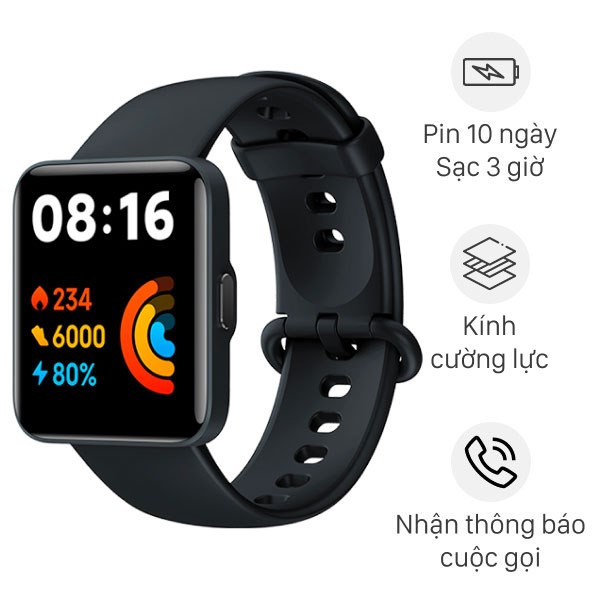 08:16
234
6000
80%
Pin 10 ngày
Sạc 3 giờ
Kính
cường lực
Nhận thông báo
cuộc gọi